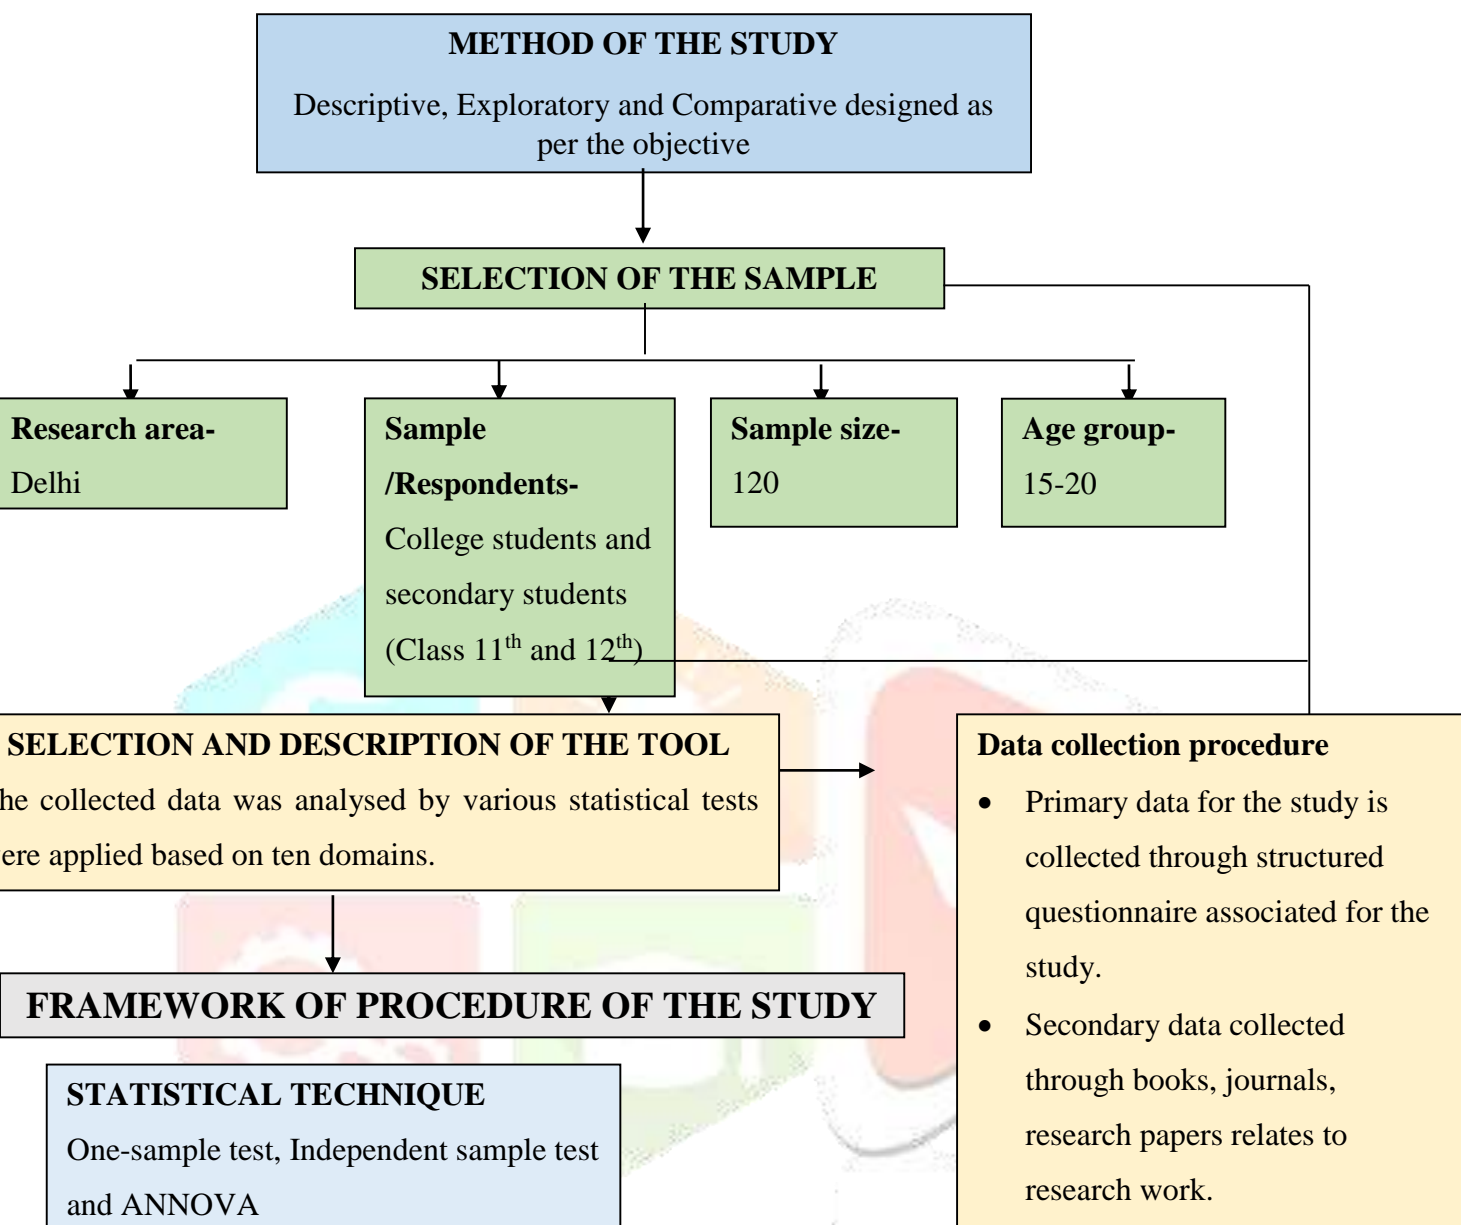 METHOD OF THE STUDY
Descriptive, Exploratory and Comparative designed as
per the objective
SELECTION OF THE SAMPLE
Research area-
Delhi
Sample
/Respondents-
College students and
secondary students
(Class 11th and 12th)
Sample size-
120
Age group-
15-20
SELECTION AND DESCRIPTION OF THE TOOL
he collected data was analysed by various statistical tests
ere applied based on ten domains.
Data collection procedure
• Primary data for the study is
collected through structured
questionnaire associated for the
study.
• Secondary data collected
through books, journals,
research papers relates to
research work.
FRAMEWORK OF PROCEDURE OF THE STUDY
STATISTICAL TECHNIQUE
One-sample test, Independent sample test
and ANNOVA